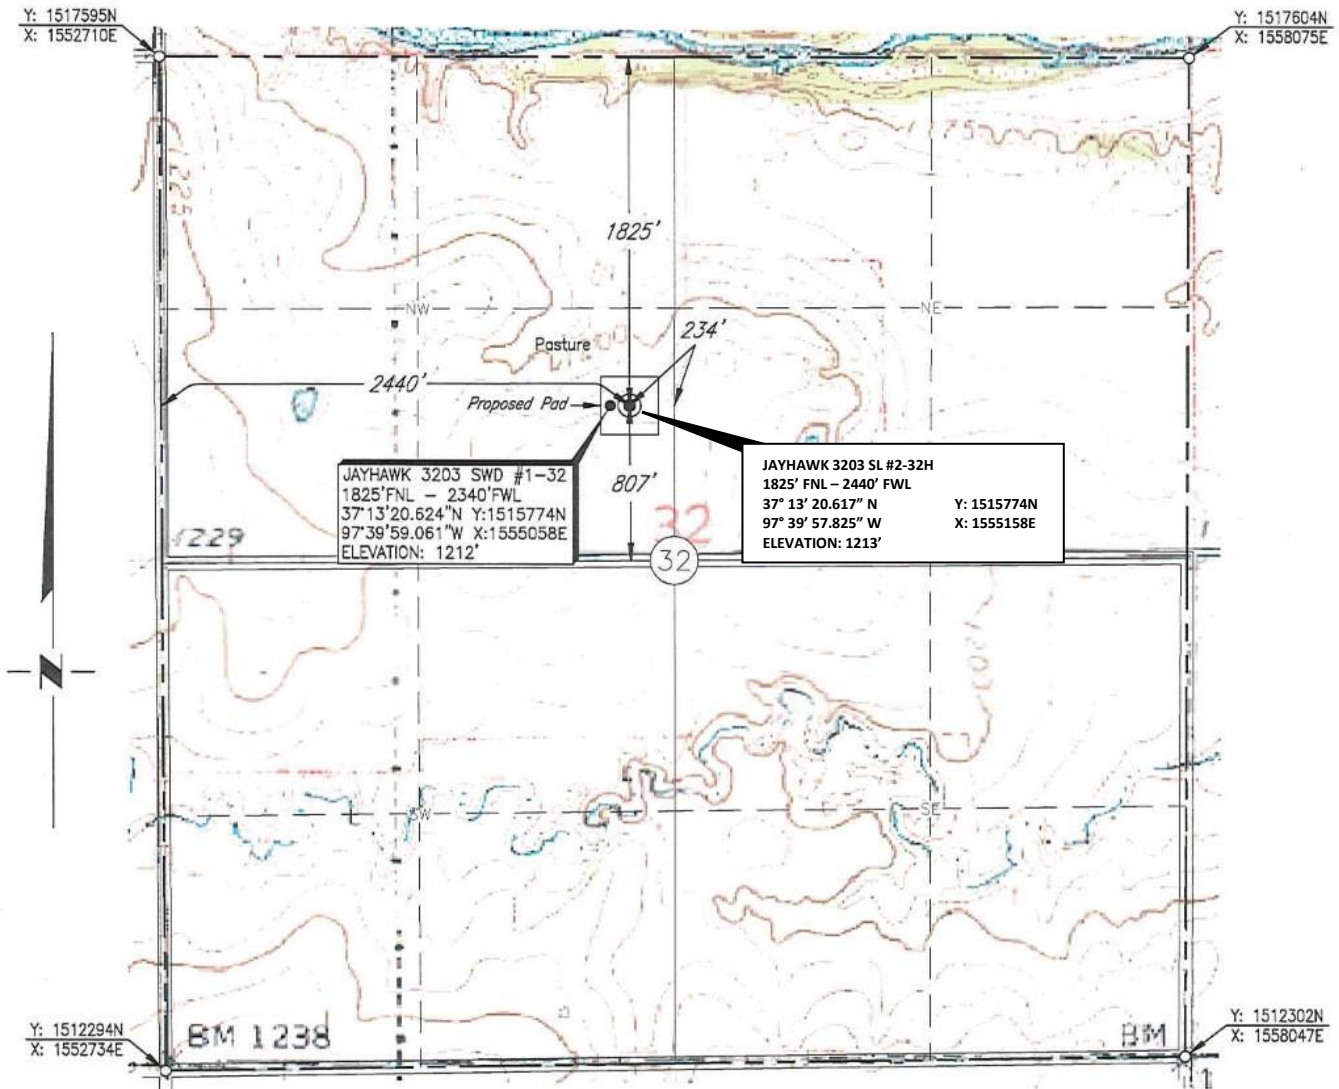 Y: 1517595N
X: 1552710E
Y: 1517604N
X: 1558075E
1225
1175
1825'
NW
NE
1200
234'
Pasture
2440'
Proposed Pad
JAYHAWK 3203 SWD #1-32
1825'FNL - 2340'FWL
37°13'20.624"N Y:1515774N
97°39'59.061"W X:1555058E
ELEVATION: 1212'
807'
JAYHAWK 3203 SL #2-32H
1825' FNL – 2440' FWL
37° 13' 20.617" N Y: 1515774N
97° 39' 57.825" W X: 1555158E
ELEVATION: 1213'
1229
32
32
N
SW
SE
Y: 1512294N
X: 1552734E
BM 1238
BM
Y: 1512302N
X: 1558047E